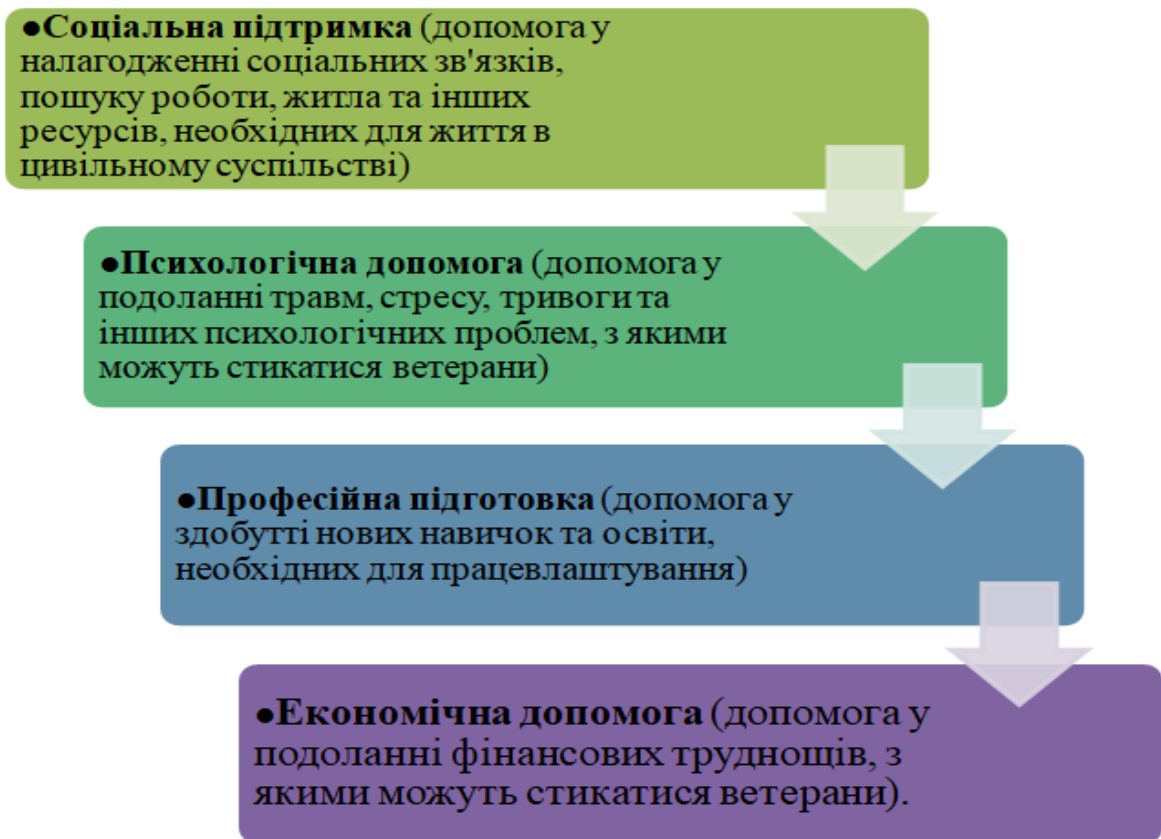 ●Соціальна підтримка (допомога у
налагодженні соціальних зв'язків,
пошуку роботи, житла та інших
ресурсів, необхідних для життя в
цивільному суспільстві)
●Психологічна допомога (допомога у
подоланні травм, стресу, тривоги та
інших психологічних проблем, з якими
можуть стикатися ветерани)
●Професійна підготовка (допомога у
здобутті нових навичок та освіти,
необхідних для працевлаштування)
●Економічна допомога (допомога у
подоланні фінансових труднощів, з
якими можуть стикатися ветерани).